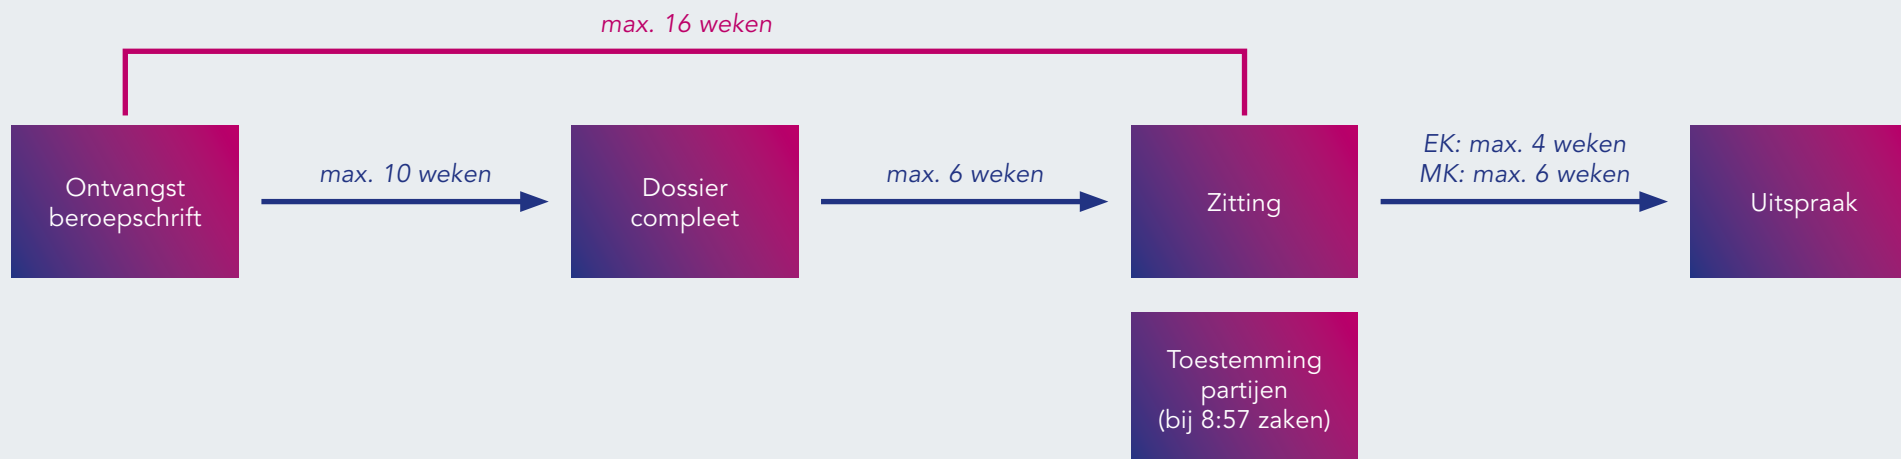 max. 16 weken
Ontvangst
beroepschrift
max. 10 weken
Dossier
compleet
max. 6 weken
Zitting
EK: max. 4 weken
MK: max. 6 weken
Uitspraak
Toestemming
partijen
(bij 8:57 zaken)